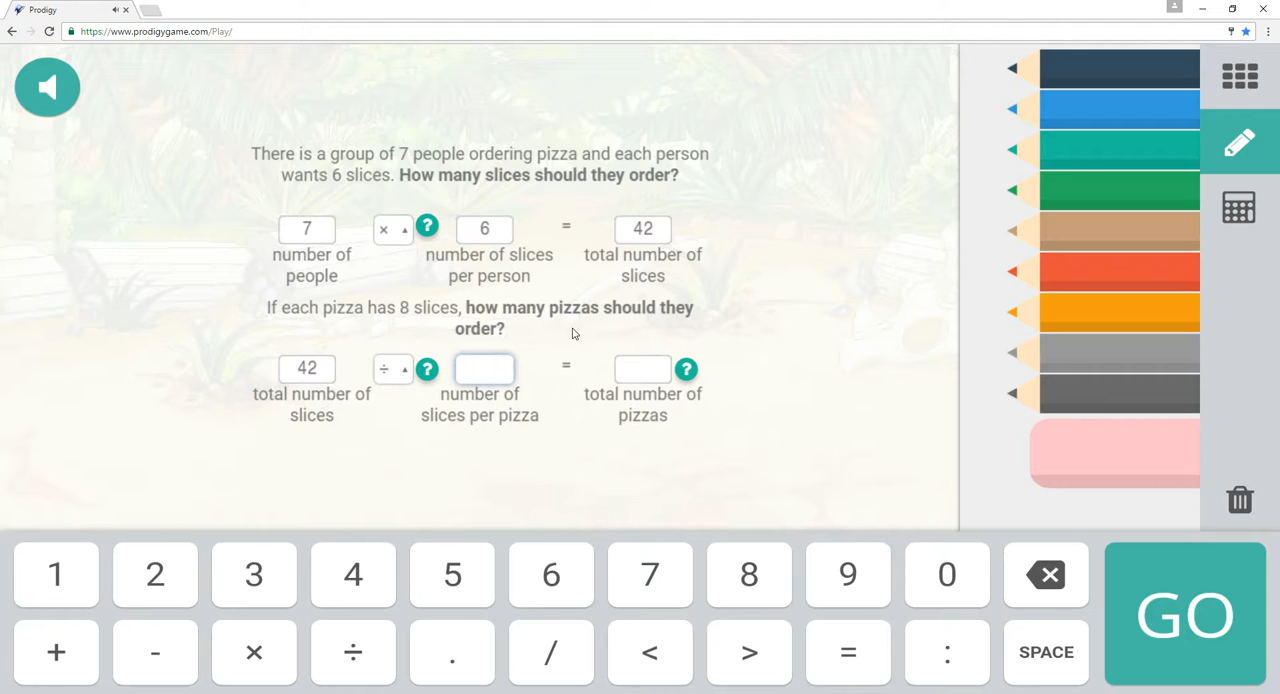 Prodigy
https://www.prodigygame.com/Play/
There is a group of 7 people ordering pizza and each person
wants 6 slices. How many slices should they order?
7 × ? 6 = 42
number of people
number of slices per person
total number of slices
If each pizza has 8 slices, how many pizzas should they
order?
42 ÷ ? = ?
total number of slices
number of slices per pizza
total number of pizzas
1 2 3 4 5 6 7 8 9 0
+ - × ÷ . / < > = : SPACE
GO